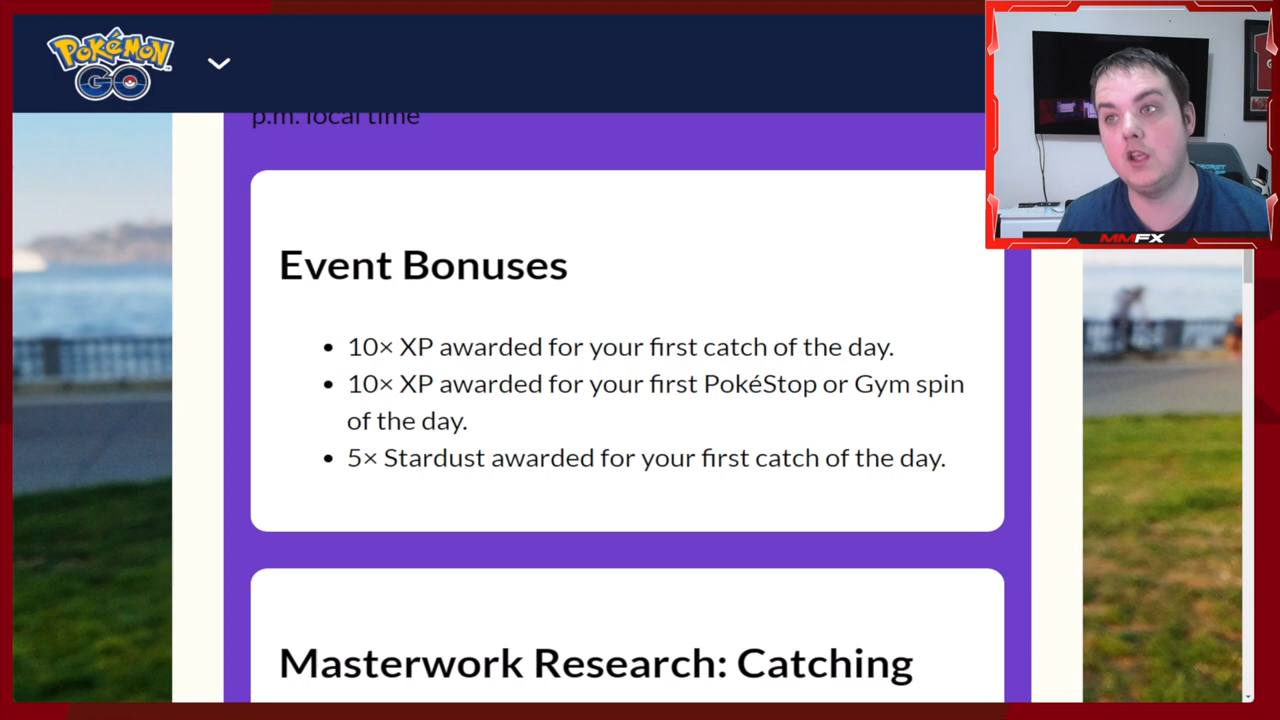 POKéMON
GO
p.m. local time
Event Bonuses
• 10× XP awarded for your first catch of the day.
• 10× XP awarded for your first PokéStop or Gym spin
of the day.
• 5× Stardust awarded for your first catch of the day.
Masterwork Research: Catching
MMFX